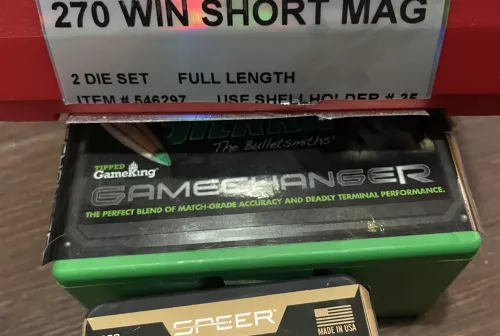 270 WIN SHORT MAG
2 DIE SET FULL LENGTH
ITEM # 546297 USE SHELLHOLDER # 35
The Bulletsmiths®
TIPPED
GameKing®
GAMECHANGER
THE PERFECT BLEND OF MATCH-GRADE ACCURACY AND DEADLY TERMINAL PERFORMANCE.
SPEER
MADE IN USA